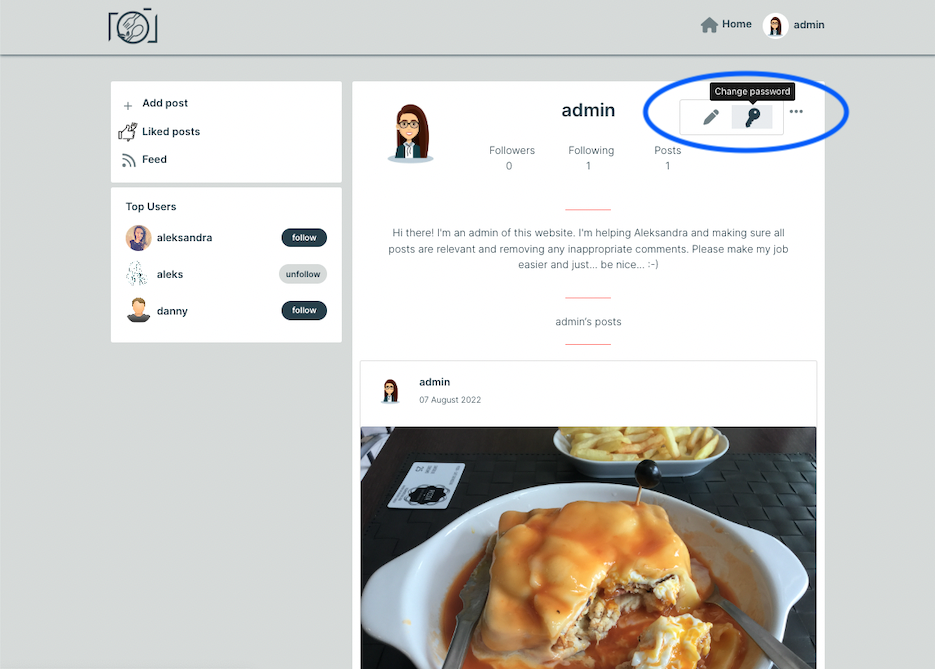 Home
admin
Add post
Liked posts
Feed
Top Users
aleksandra
follow
aleks
unfollow
danny
follow
Change password
admin
Followers
0
Following
1
Posts
1
Hi there! I'm an admin of this website. I'm helping Aleksandra and making sure all
posts are relevant and removing any inappropriate comments. Please make my job
easier and just... be nice... :-)
admin's posts
admin
07 August 2022